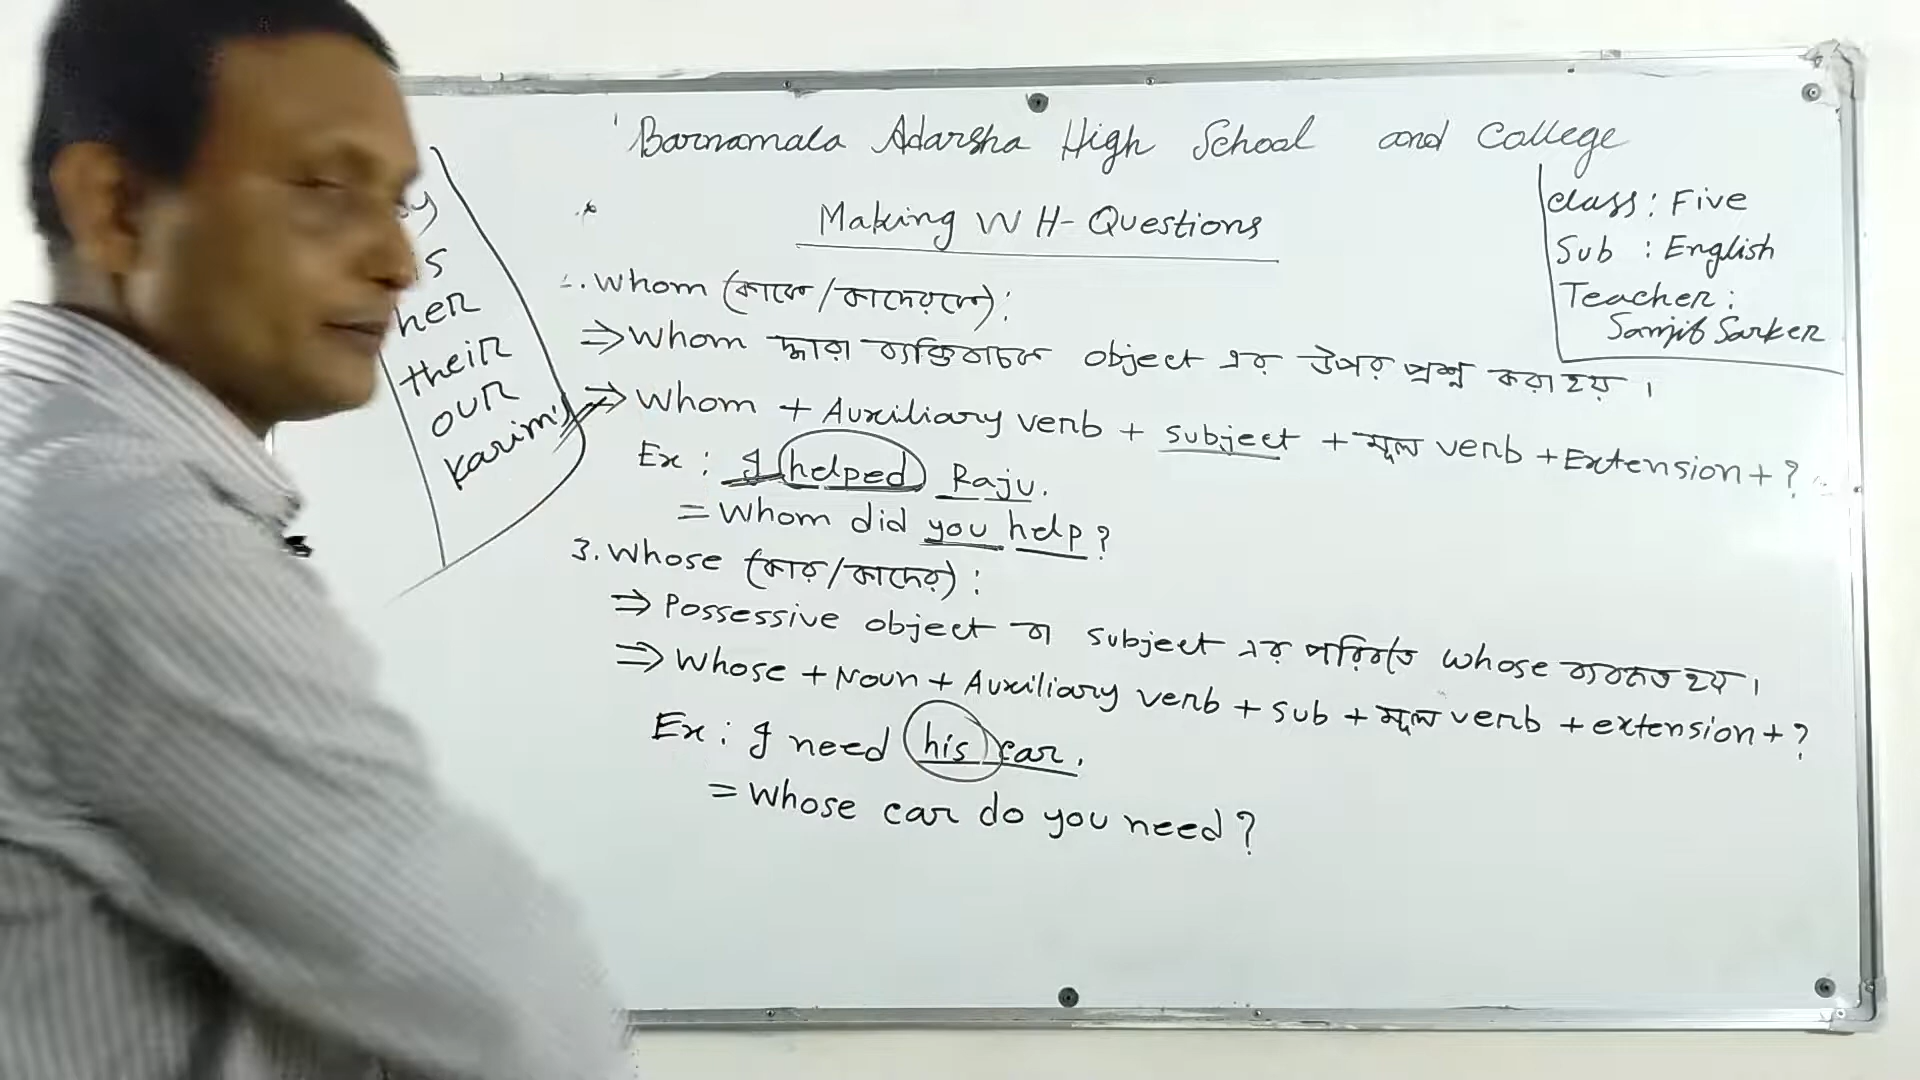 Barnamala Adarsha High School and College
Making WH-Questions
Class : Five
Sub : English
Teacher :
Sanjib Sarker
her
their
our
Karim's
Whom (কাকে/কাদেরকে) :
⇒ Whom দ্বারা ব্যক্তিবাচক object এর উপর প্রশ্ন করা হয়।
⇒ Whom + Auxiliary verb + subject + মূল verb + Extension + ?
Ex : I helped Raju.
= Whom did you help?
3. Whose (কার/কাদের) :
⇒ Possessive object বা subject এর পরিবর্তে whose ব্যবহৃত হয়।
⇒ Whose + Noun + Auxiliary verb + sub + মূল verb + extension + ?
Ex : I need his car.
= Whose car do you need?